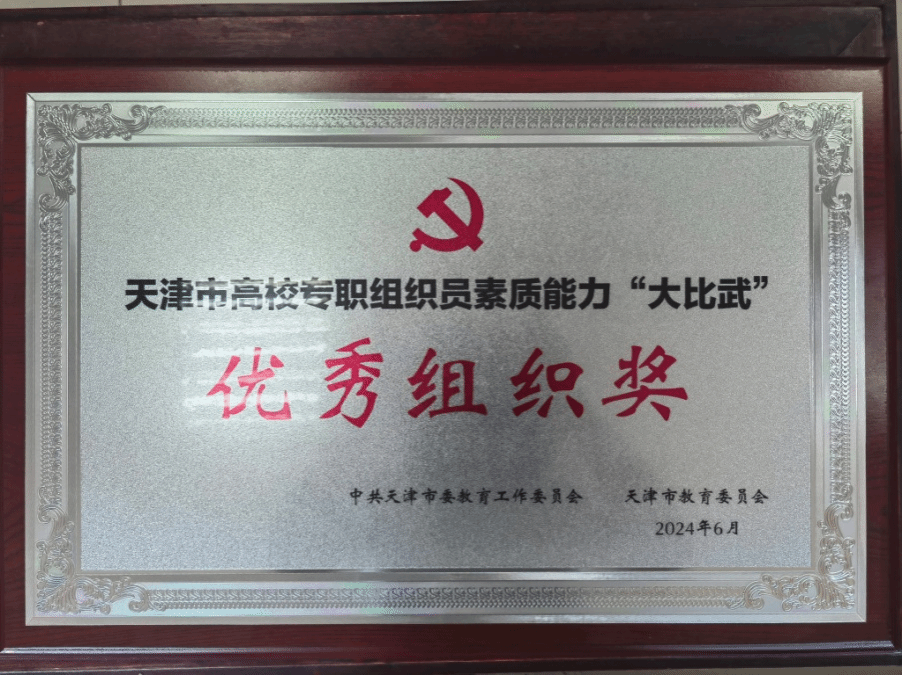 天津市高校专职组织员素质能力“大比武”
优秀组织奖
中共天津市委教育工作委员会 天津市教育委员会
2024年6月